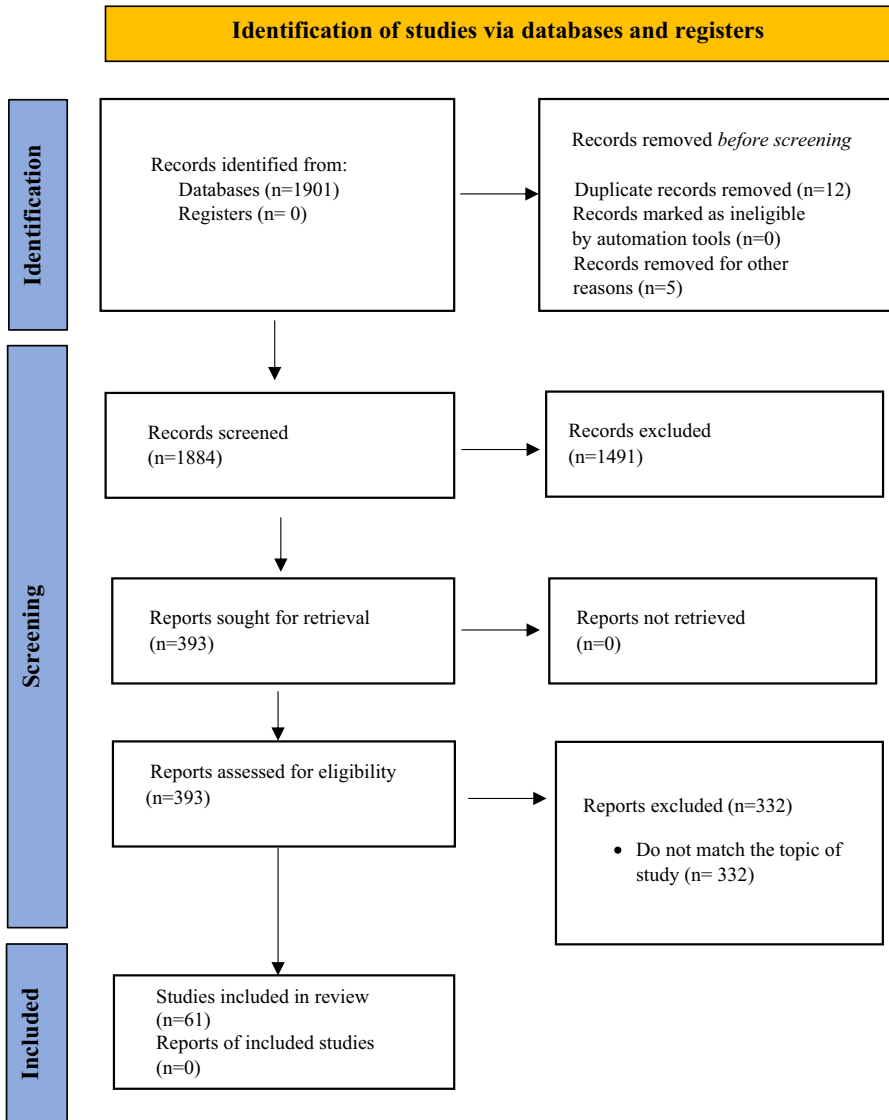 Identification of studies via databases and registers
Identification
Records identified from:
Databases (n=1901)
Registers (n= 0)
Records removed before screening
Duplicate records removed (n=12)
Records marked as ineligible
by automation tools (n=0)
Records removed for other
reasons (n=5)
Screening
Records screened
(n=1884)
Records excluded
(n=1491)
Reports sought for retrieval
(n=393)
Reports not retrieved
(n=0)
Reports assessed for eligibility
(n=393)
Reports excluded (n=332)
• Do not match the topic of
study (n= 332)
Included
Studies included in review
(n=61)
Reports of included studies
(n=0)